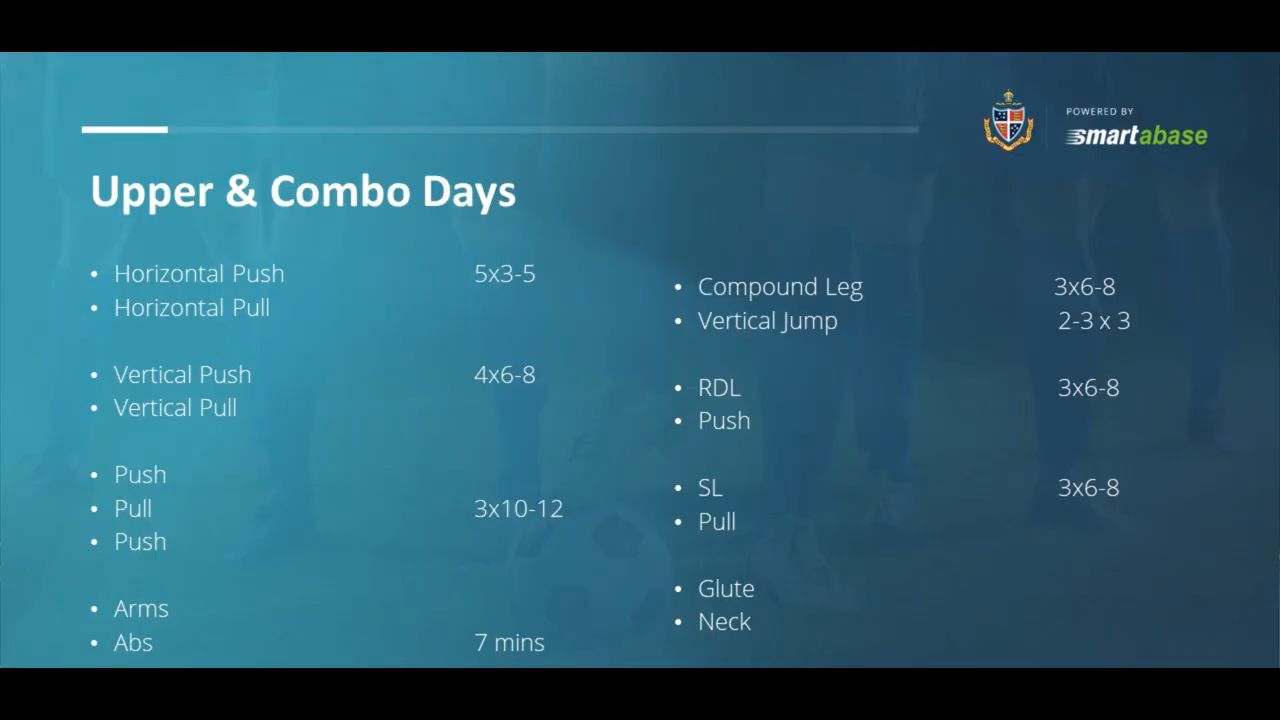 POWERED BY
smartabase
Upper & Combo Days
• Horizontal Push 5x3-5
• Horizontal Pull
• Vertical Push 4x6-8
• Vertical Pull
• Push
• Pull 3x10-12
• Push
• Arms
• Abs 7 mins
• Compound Leg 3x6-8
• Vertical Jump 2-3 x 3
• RDL 3x6-8
• Push
• SL 3x6-8
• Pull
• Glute
• Neck